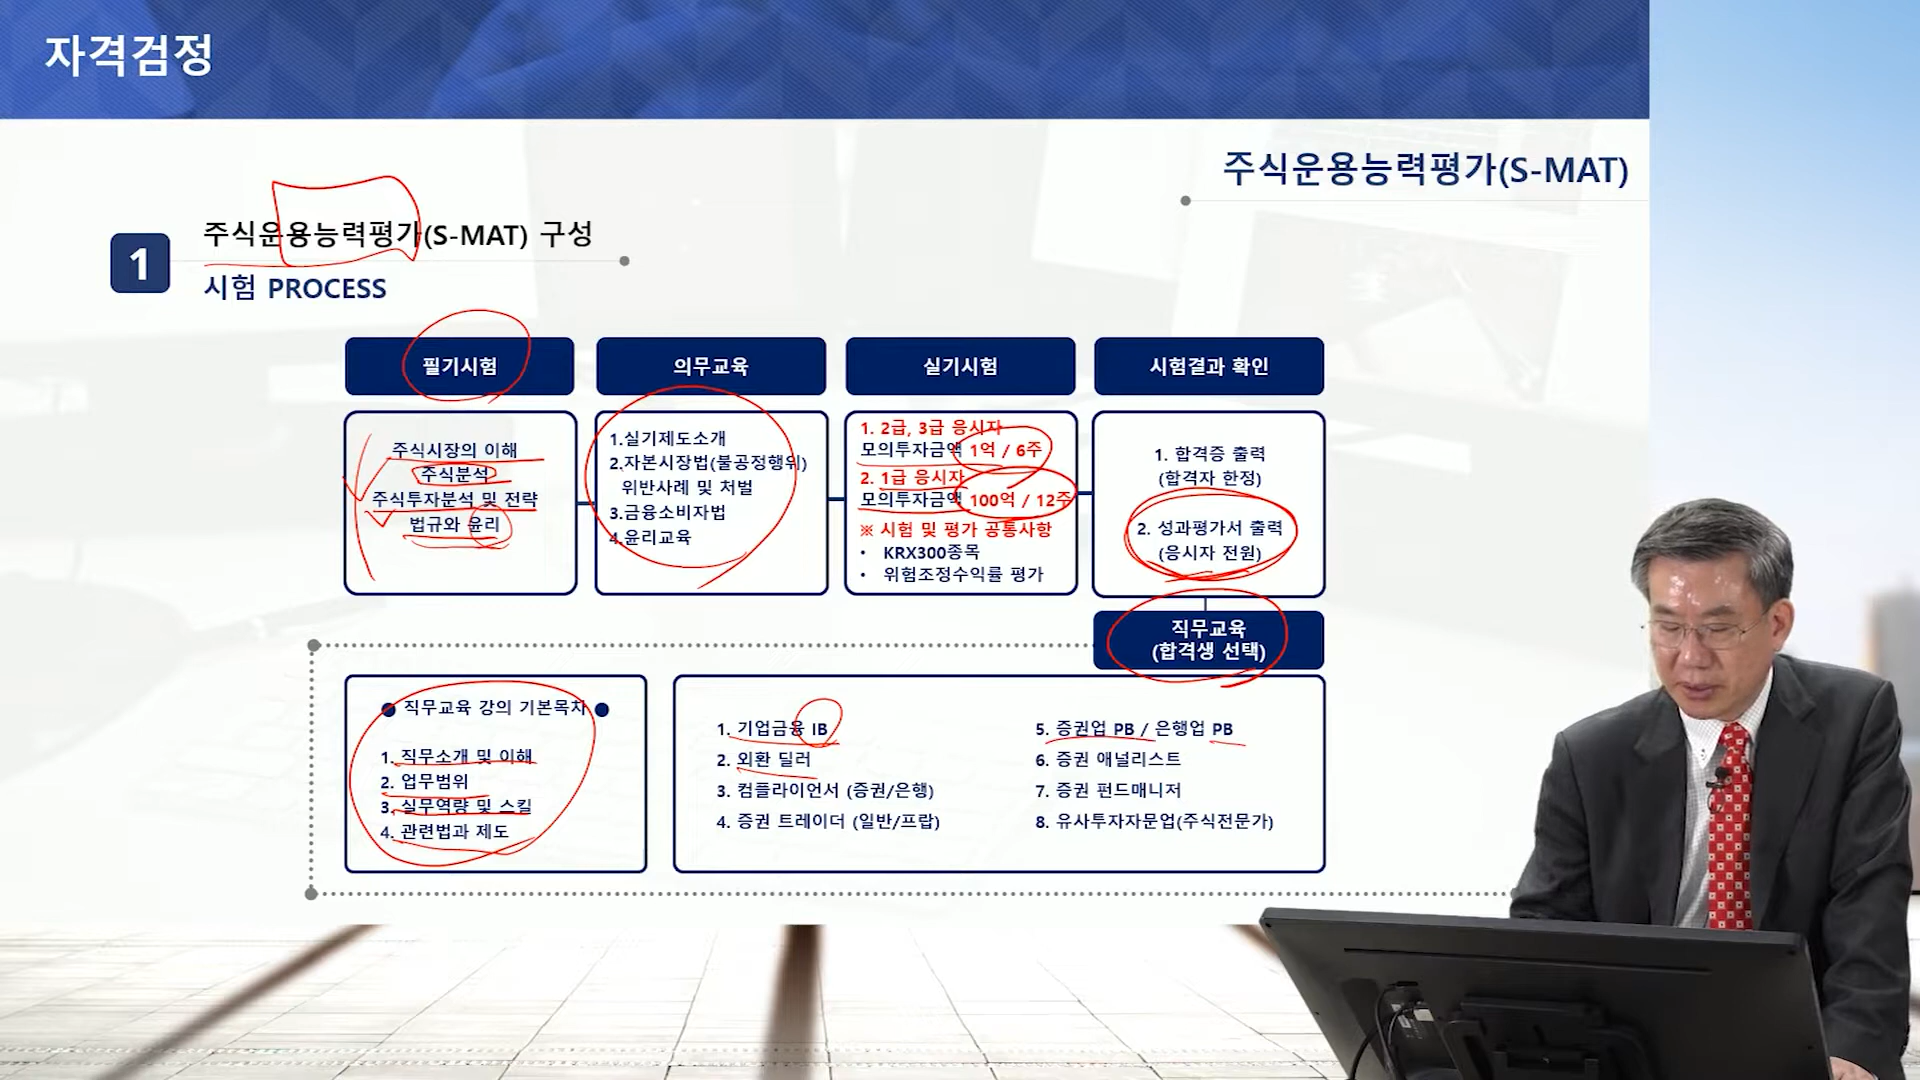 자격검정
주식운용능력평가(S-MAT)
1
주식운용능력평가(S-MAT) 구성
시험 PROCESS
필기시험
주식시장의 이해
주식분석
주식투자분석 및 전략
법규와 윤리
의무교육
1.실기제도소개
2.자본시장법(불공정행위)
위반사례 및 처벌
3.금융소비자법
4.윤리교육
실기시험
1. 2급, 3급 응시자
모의투자금액 1억 / 6주
2. 1급 응시자
모의투자금액 100억 / 12주
※ 시험 및 평가 공통사항
• KRX300종목
• 위험조정수익률 평가
시험결과 확인
1. 합격증 출력
(합격자 한정)
2. 성과평가서 출력
(응시자 전원)
직무교육
(합격생 선택)
● 직무교육 강의 기본목차 ●
1. 직무소개 및 이해
2. 업무범위
3. 실무역량 및 스킬
4. 관련법과 제도
1. 기업금융 IB
2. 외환 딜러
3. 컴플라이언서 (증권/은행)
4. 증권 트레이더 (일반/프랍)
5. 증권업 PB / 은행업 PB
6. 증권 애널리스트
7. 증권 펀드매니저
8. 유사투자자문업(주식전문가)